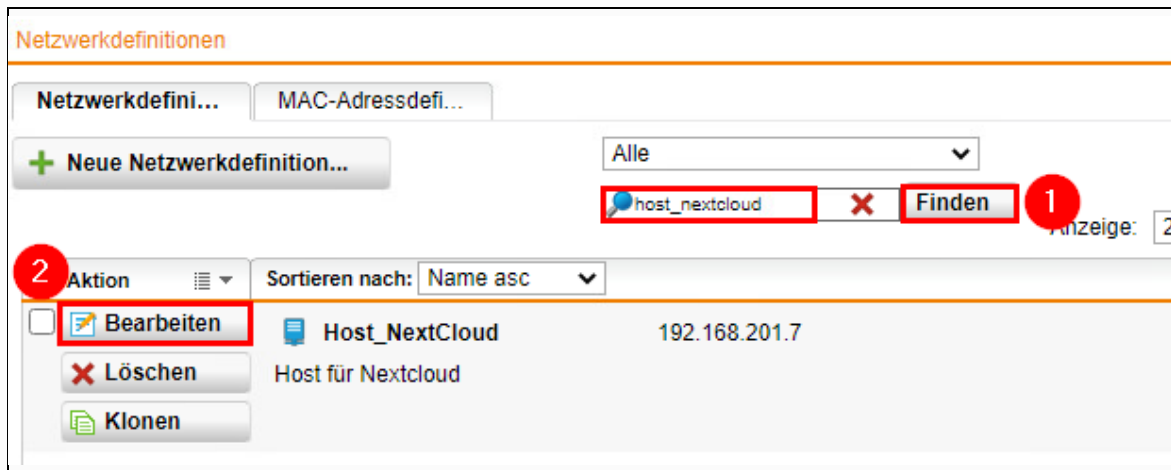 Netzwerkdefinitionen
Netzwerkdefini... MAC-Adressdefi...
Neue Netzwerkdefinition... Alle
host_nextcloud Finden 1
Anzeige: 2
2 Aktion Sortieren nach: Name asc
Bearbeiten Host_NextCloud 192.168.201.7
Löschen Host für Nextcloud
Klonen